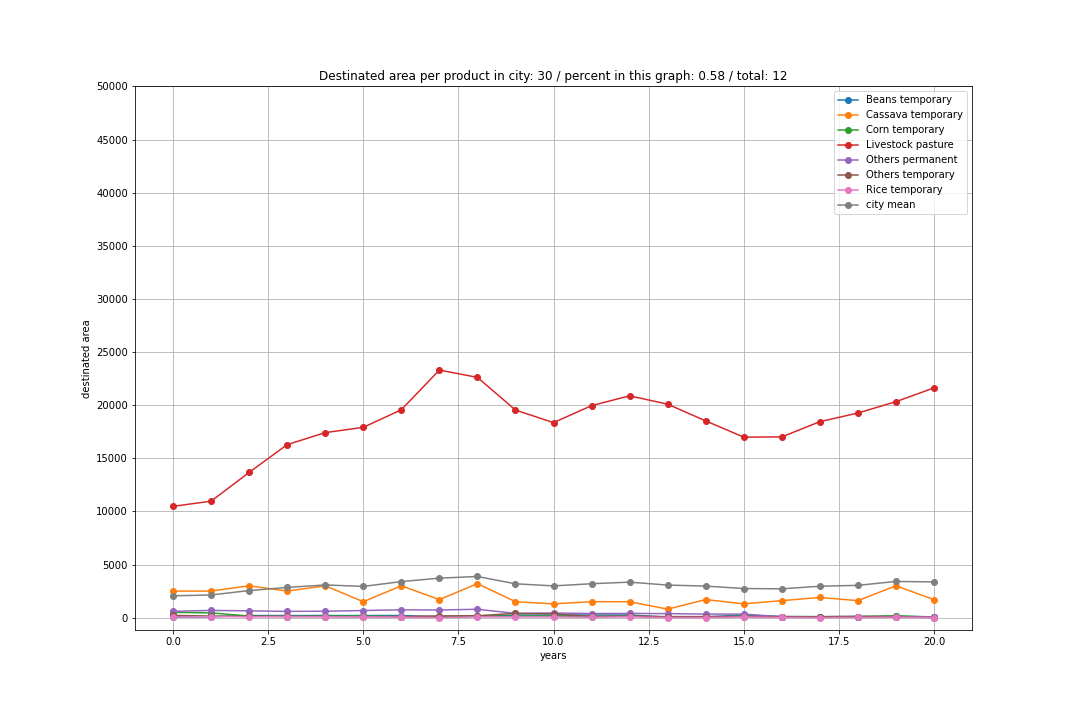 Destinated area per product in city: 30 / percent in this graph: 0.58 / total: 12
50000
45000
40000
35000
30000
25000
20000
15000
10000
5000
0
destinated area
Beans temporary
Cassava temporary
Corn temporary
Livestock pasture
Others permanent
Others temporary
Rice temporary
city mean
0.0 2.5 5.0 7.5 10.0 12.5 15.0 17.5 20.0
years